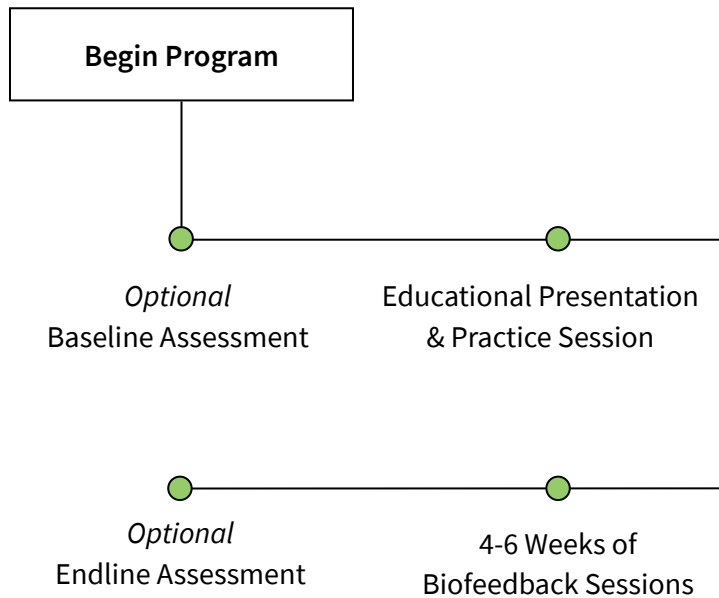 Begin Program
Optional
Baseline Assessment
Educational Presentation
& Practice Session
Optional
Endline Assessment
4-6 Weeks of
Biofeedback Sessions